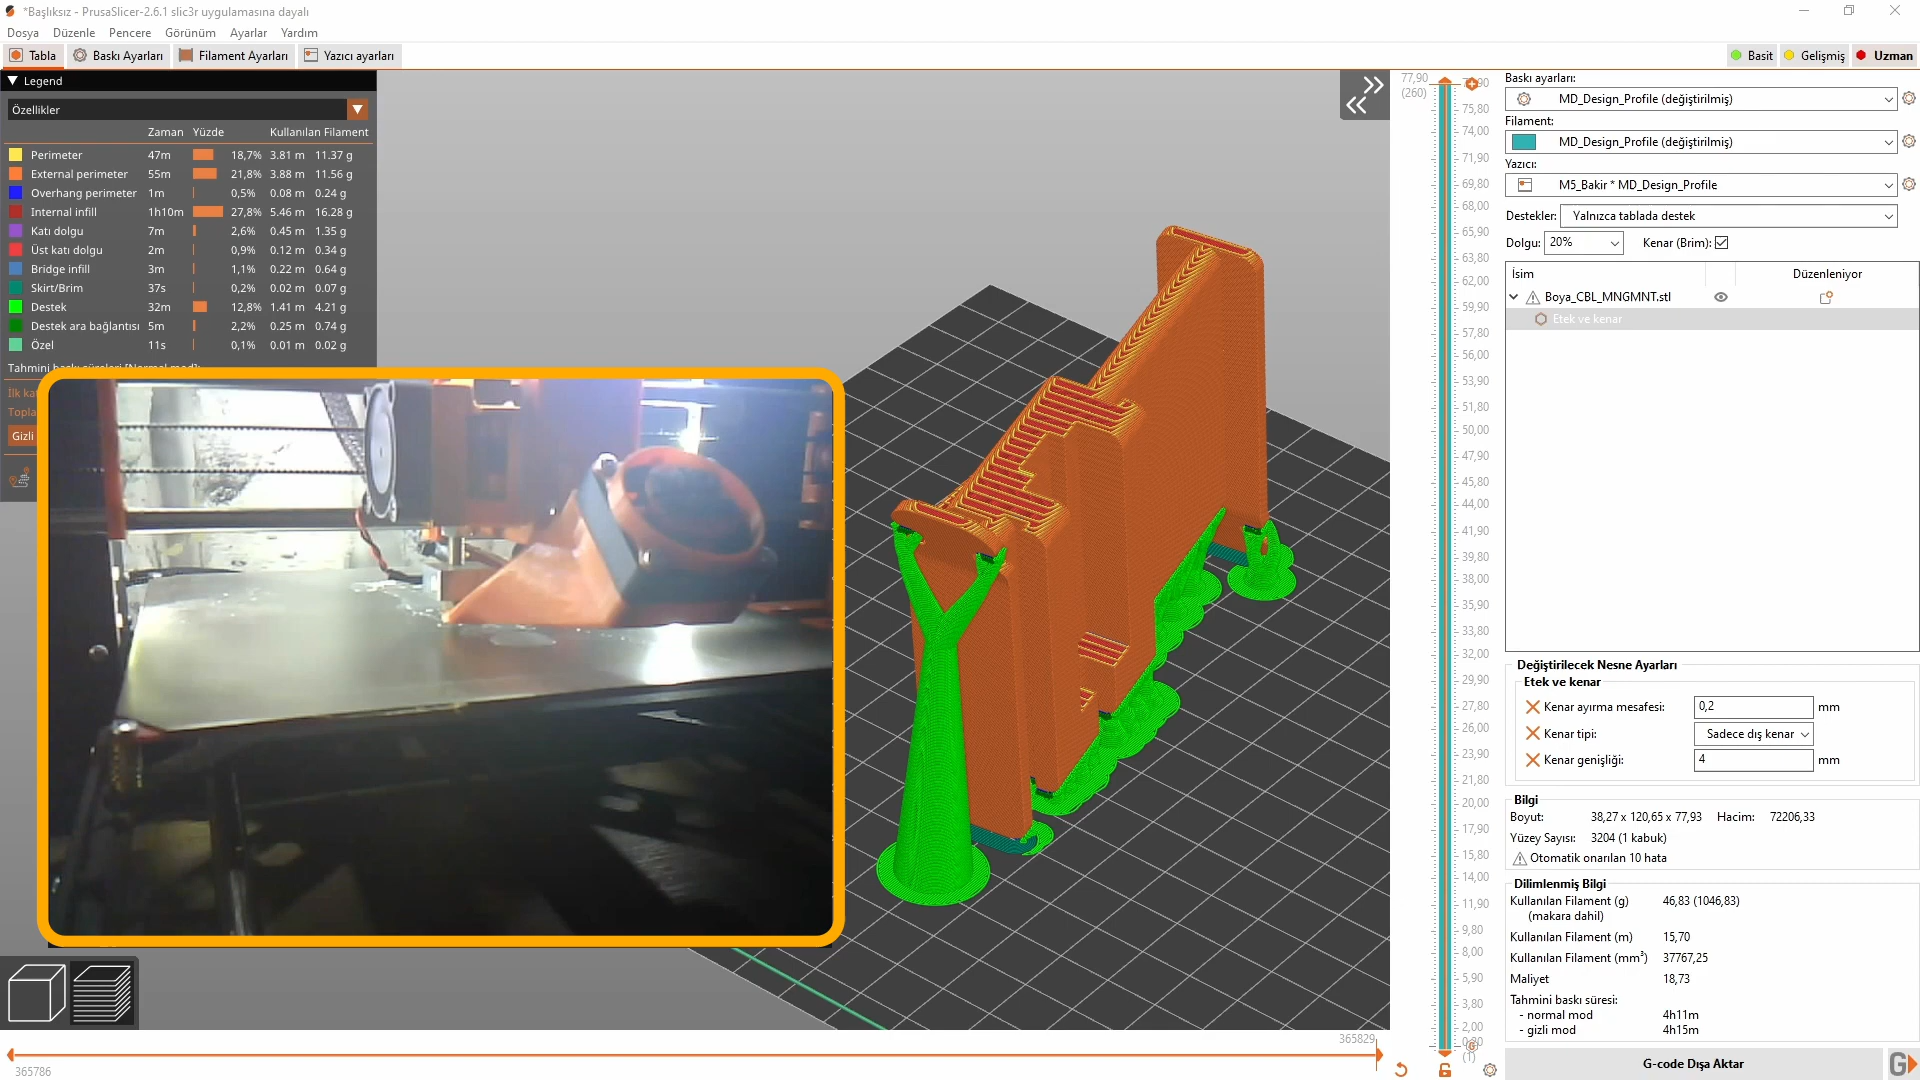 *Başlıksız - PrusaSlicer-2.6.1 slic3r uygulamasına dayalı
Dosya Düzenle Pencere Görünüm Ayarlar Yardım
Tabla Baskı Ayarları Filament Ayarları Yazıcı ayarları Basit Gelişmiş Uzman
Legend
Özellikler
Zaman Yüzde Kullanılan Filament
Perimeter 47m 18,7% 3.81 m 11.37 g
External perimeter 55m 21,8% 3.88 m 11.56 g
Overhang perimeter 1m 0,5% 0.08 m 0.24 g
Internal infill 1h10m 27,8% 5.46 m 16.28 g
Katı dolgu 7m 2,6% 0.45 m 1.35 g
Üst katı dolgu 2m 0,9% 0.12 m 0.34 g
Bridge infill 3m 1,1% 0.22 m 0.64 g
Skirt/Brim 37s 0,2% 0.02 m 0.07 g
Destek 32m 12,8% 1.41 m 4.21 g
Destek ara bağlantısı 5m 2,2% 0.25 m 0.74 g
Özel 11s 0,1% 0.01 m 0.02 g
Tahmini baskı süreleri [Normal mod]:
İlk ka
Topla
Gizli
77,90
(260)
75,80
74,00
71,90
69,80
68,00
65,90
63,80
62,00
59,90
57,80
56,00
53,90
51,80
50,00
47,90
45,80
44,00
41,90
39,80
38,00
35,90
33,80
32,00
29,90
27,80
26,00
23,90
21,80
20,00
17,90
15,80
14,00
11,90
9,80
8,00
5,90
3,80
2,00
(1)
365829
365786
Baskı ayarları:
MD_Design_Profile (değiştirilmiş)
Filament:
MD_Design_Profile (değiştirilmiş)
Yazıcı:
M5_Bakir * MD_Design_Profile
Destekler: Yalnızca tablada destek
Dolgu: 20% Kenar (Brim):
İsim Düzenleniyor
Boya_CBL_MNGMNT.stl
Etek ve kenar
Değiştirilecek Nesne Ayarları
Etek ve kenar
Kenar ayırma mesafesi: 0,2 mm
Kenar tipi: Sadece dış kenar
Kenar genişliği: 4 mm
Bilgi
Boyut: 38,27 x 120,65 x 77,93 Hacim: 72206,33
Yüzey Sayısı: 3204 (1 kabuk)
Otomatik onarılan 10 hata
Dilimlenmiş Bilgi
Kullanılan Filament (g) 46,83 (1046,83)
(makara dahil)
Kullanılan Filament (m) 15,70
Kullanılan Filament (mm³) 37767,25
Maliyet 18,73
Tahmini baskı süresi:
- normal mod 4h11m
- gizli mod 4h15m
G-code Dışa Aktar